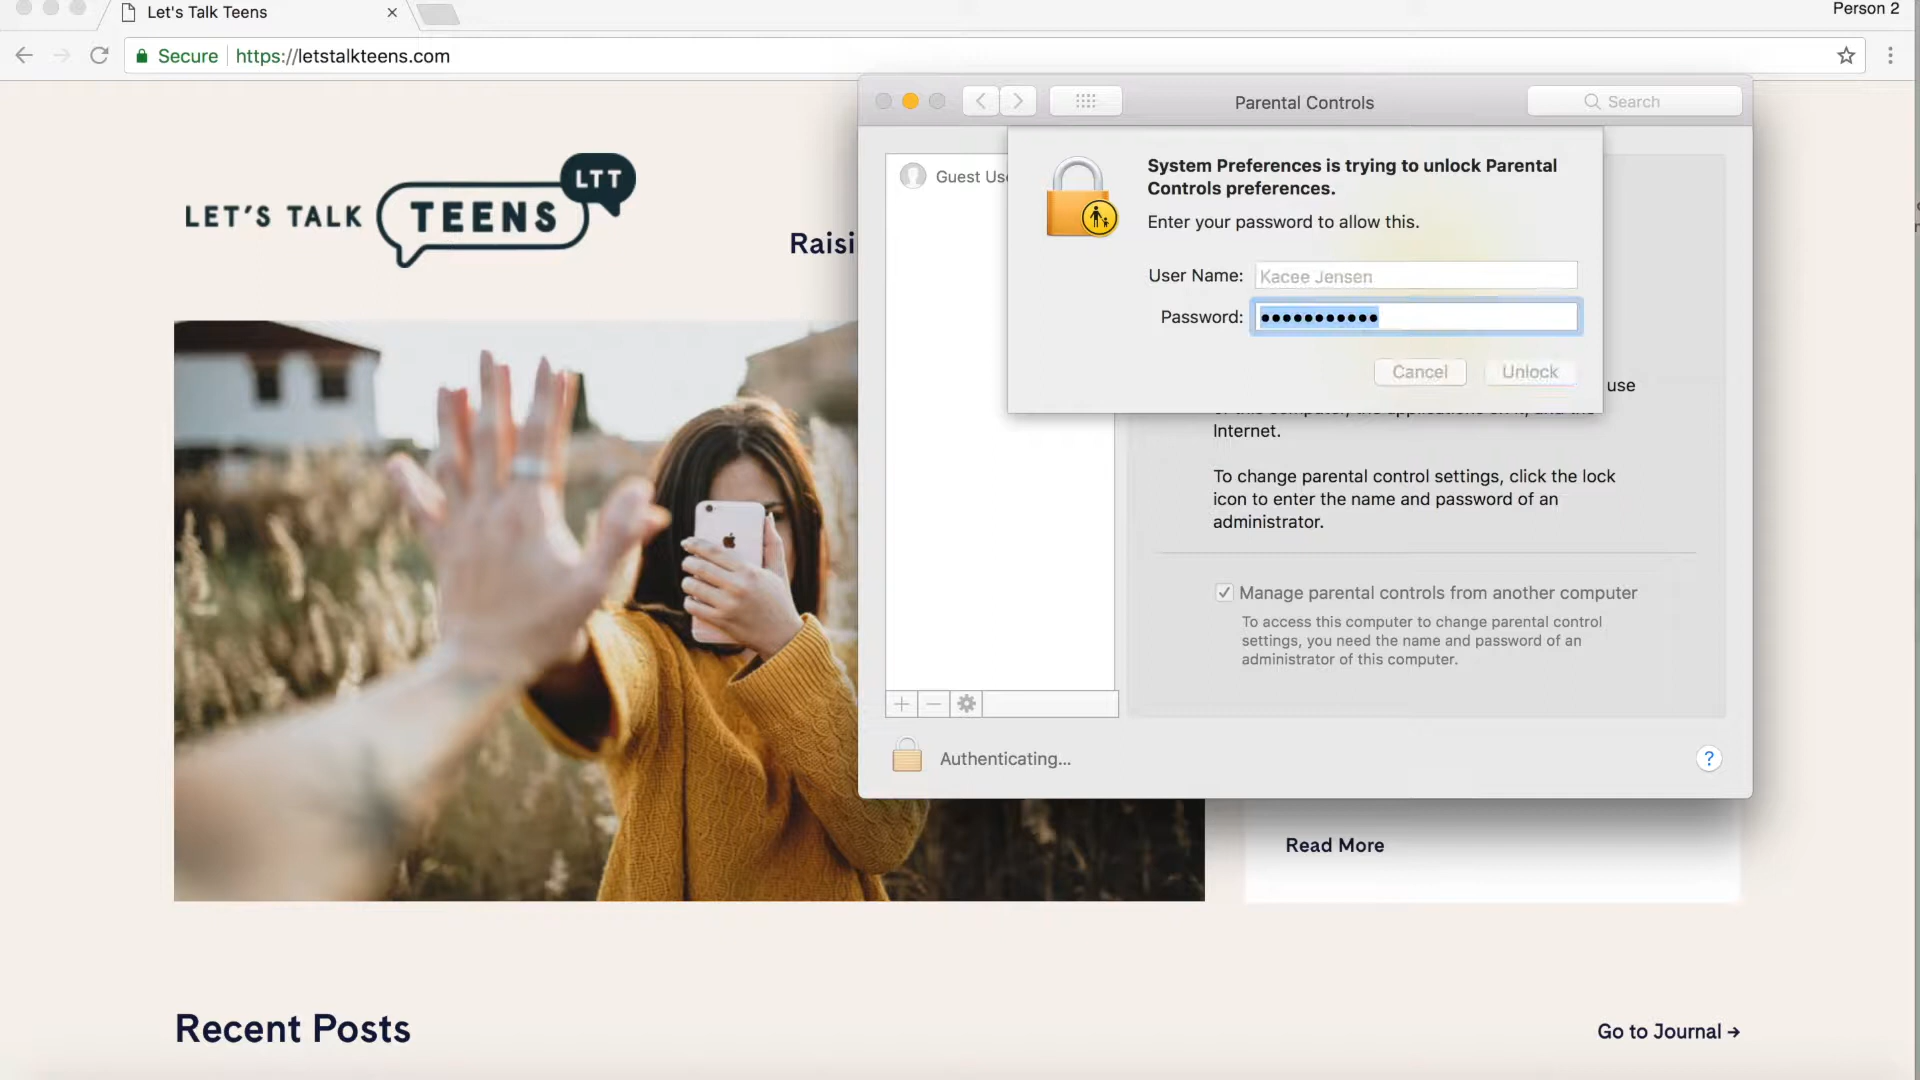 Let's Talk Teens
Person 2
Secure
https://letstalkteens.com
Parental Controls
Search
System Preferences is trying to unlock Parental
Controls preferences.
Enter your password to allow this.
User Name: Kacee Jensen
Password: •••••••••••
Cancel
Unlock
Guest
LET'S TALK TEENS
LTT
use
Internet.
To change parental control settings, click the lock
icon to enter the name and password of an
administrator.
Manage parental controls from another computer
To access this computer to change parental control
settings, you need the name and password of an
administrator of this computer.
Authenticating...
?
Read More
Recent Posts
Go to Journal →